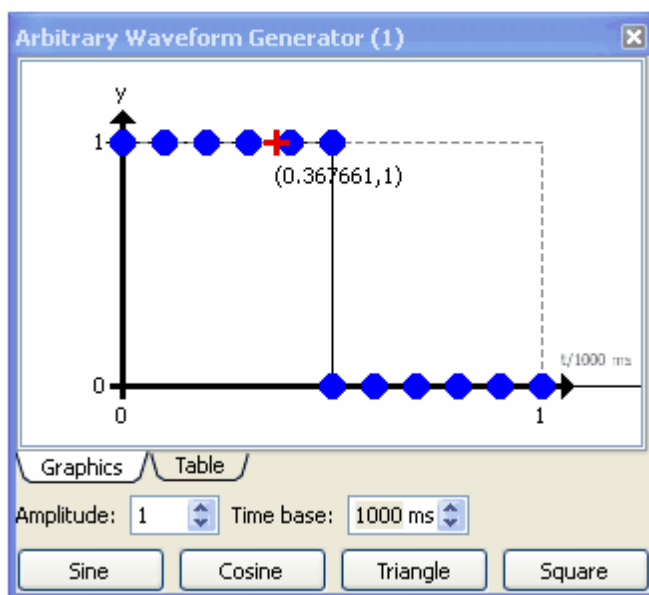 Arbitrary Waveform Generator (1)
y
1
(0.367661,1)
t/1000 ms
0
0 1
Graphics Table
Amplitude: 1 Time base: 1000 ms
Sine Cosine Triangle Square